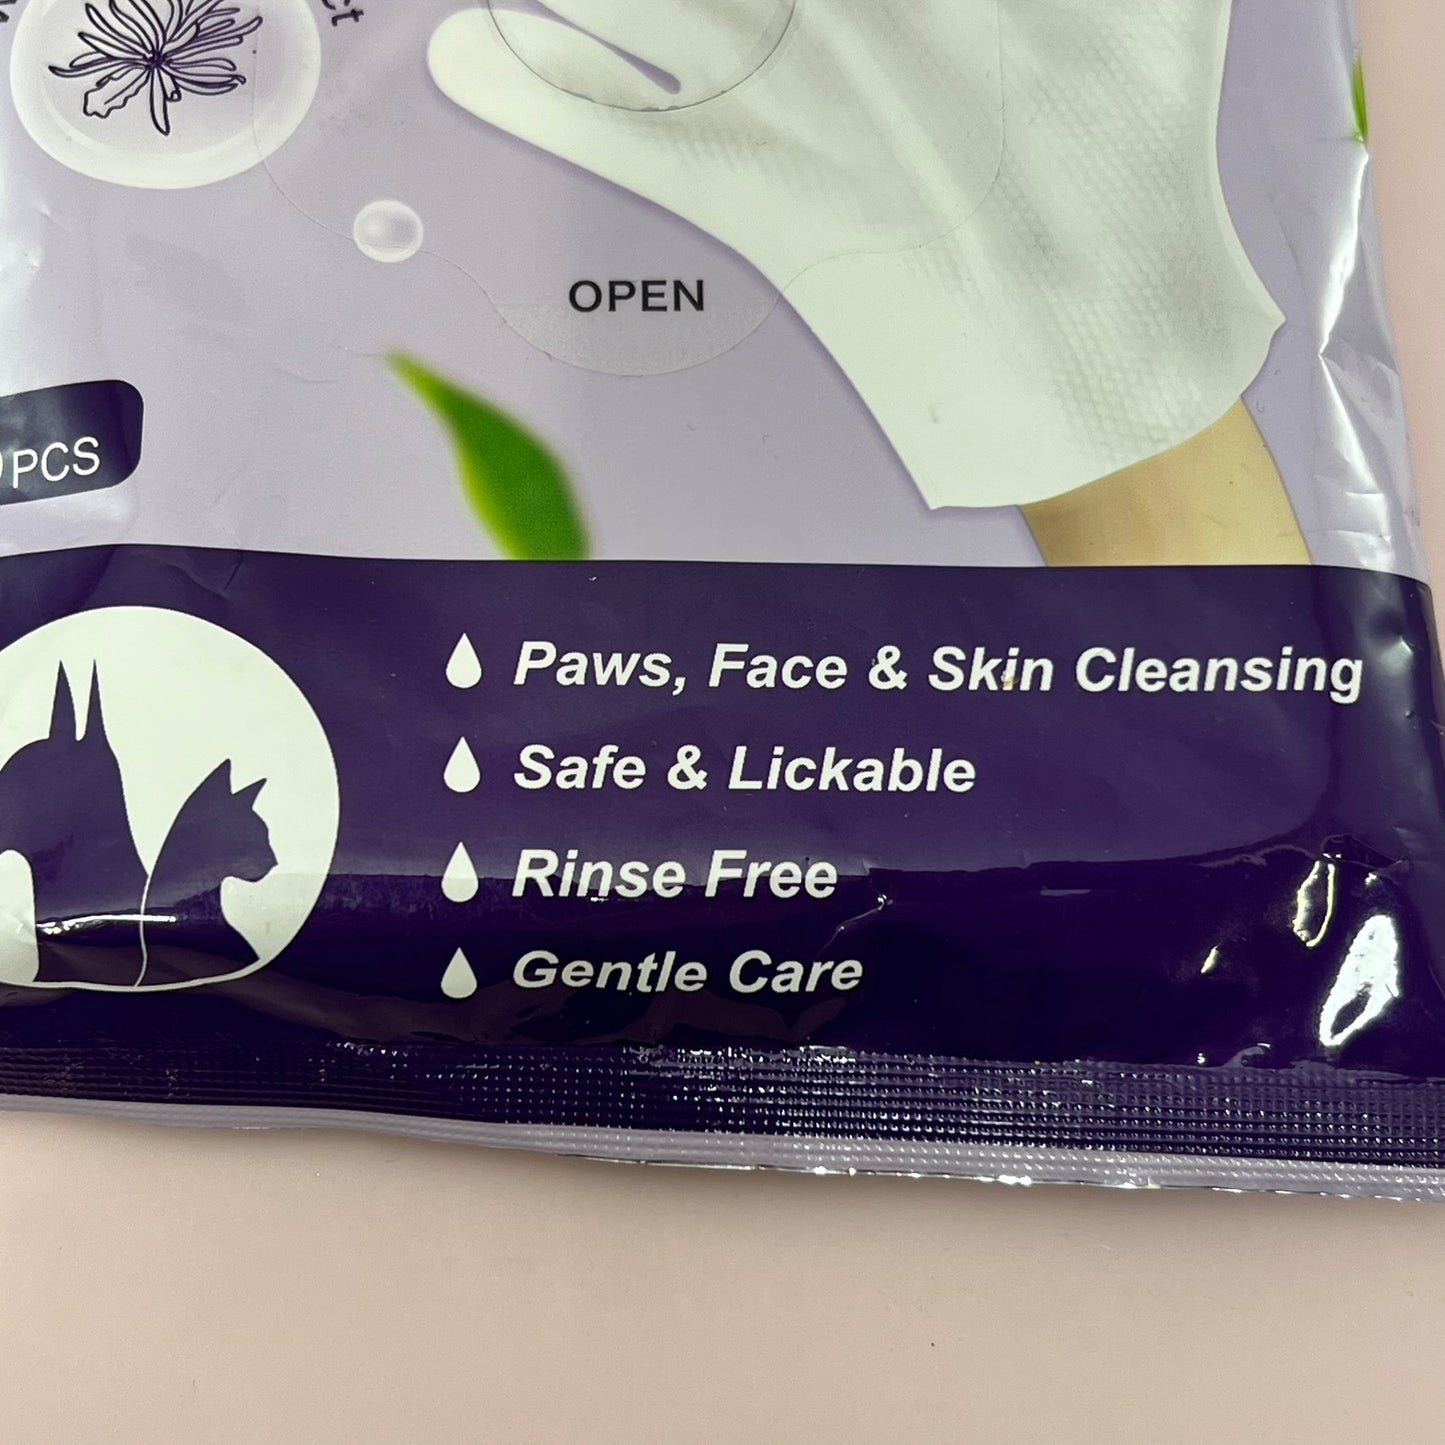 OPEN
PCS
Paws, Face & Skin Cleansing
Safe & Lickable
Rinse Free
Gentle Care